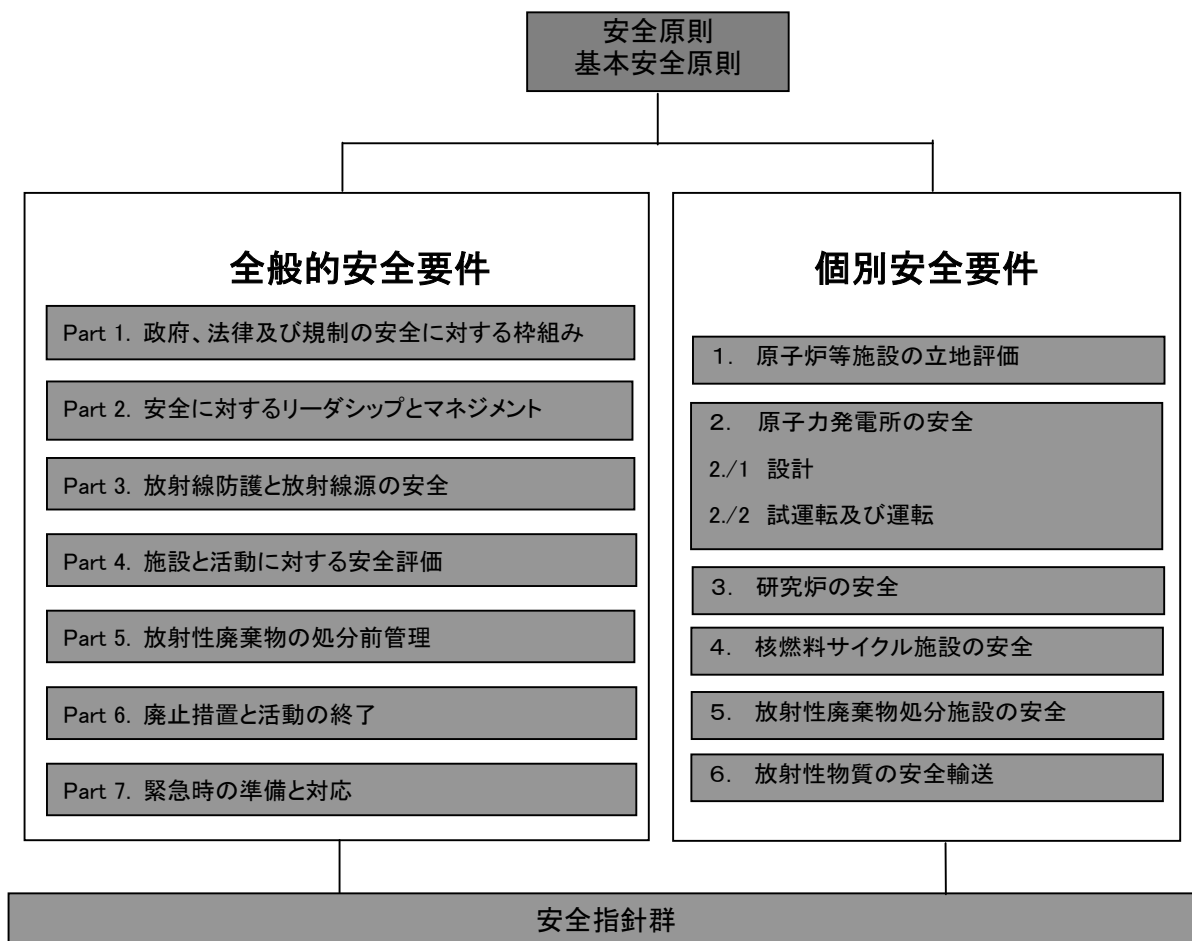 安全原則
基本安全原則
全般的安全要件
Part 1. 政府、法律及び規制の安全に対する枠組み
Part 2. 安全に対するリーダシップとマネジメント
Part 3. 放射線防護と放射線源の安全
Part 4. 施設と活動に対する安全評価
Part 5. 放射性廃棄物の処分前管理
Part 6. 廃止措置と活動の終了
Part 7. 緊急時の準備と対応
個別安全要件
1. 原子炉等施設の立地評価
2. 原子力発電所の安全
2./1 設計
2./2 試運転及び運転
3. 研究炉の安全
4. 核燃料サイクル施設の安全
5. 放射性廃棄物処分施設の安全
6. 放射性物質の安全輸送
安全指針群